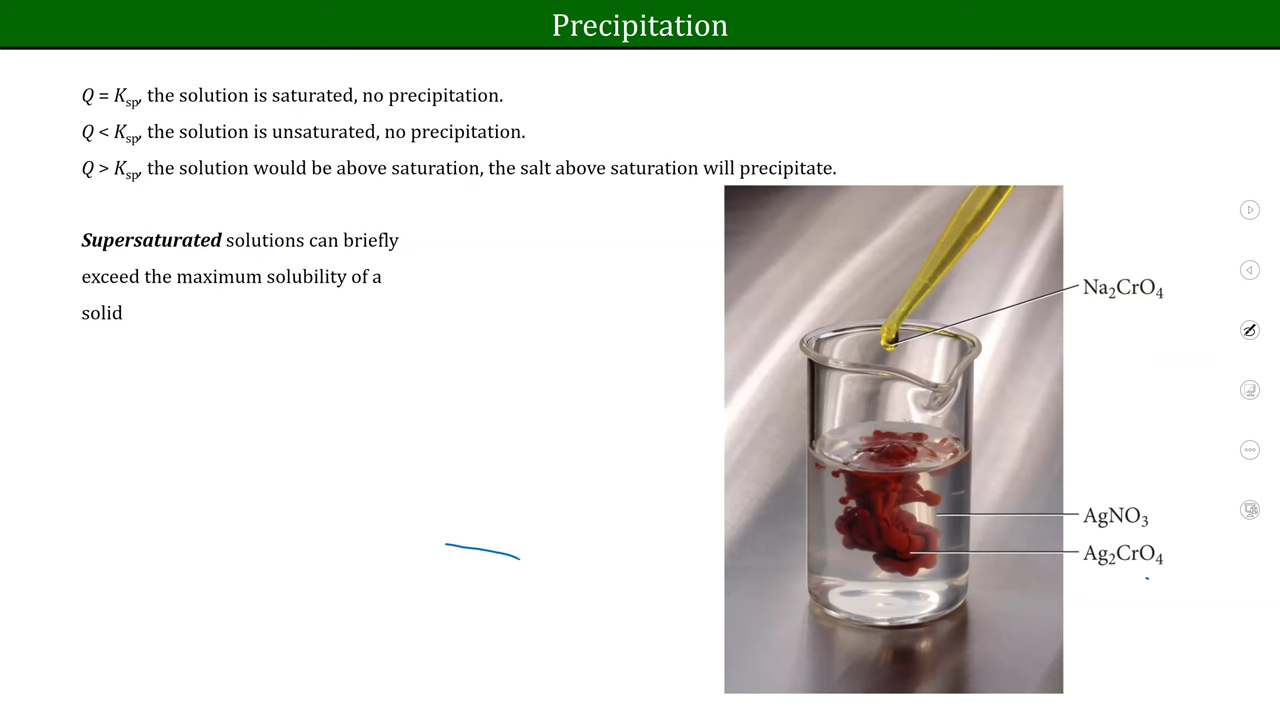 Precipitation
Q = Ksp, the solution is saturated, no precipitation.
Q < Ksp, the solution is unsaturated, no precipitation.
Q > Ksp, the solution would be above saturation, the salt above saturation will precipitate.
Supersaturated solutions can briefly
exceed the maximum solubility of a
solid
Na₂CrO₄
AgNO₃
Ag₂CrO₄